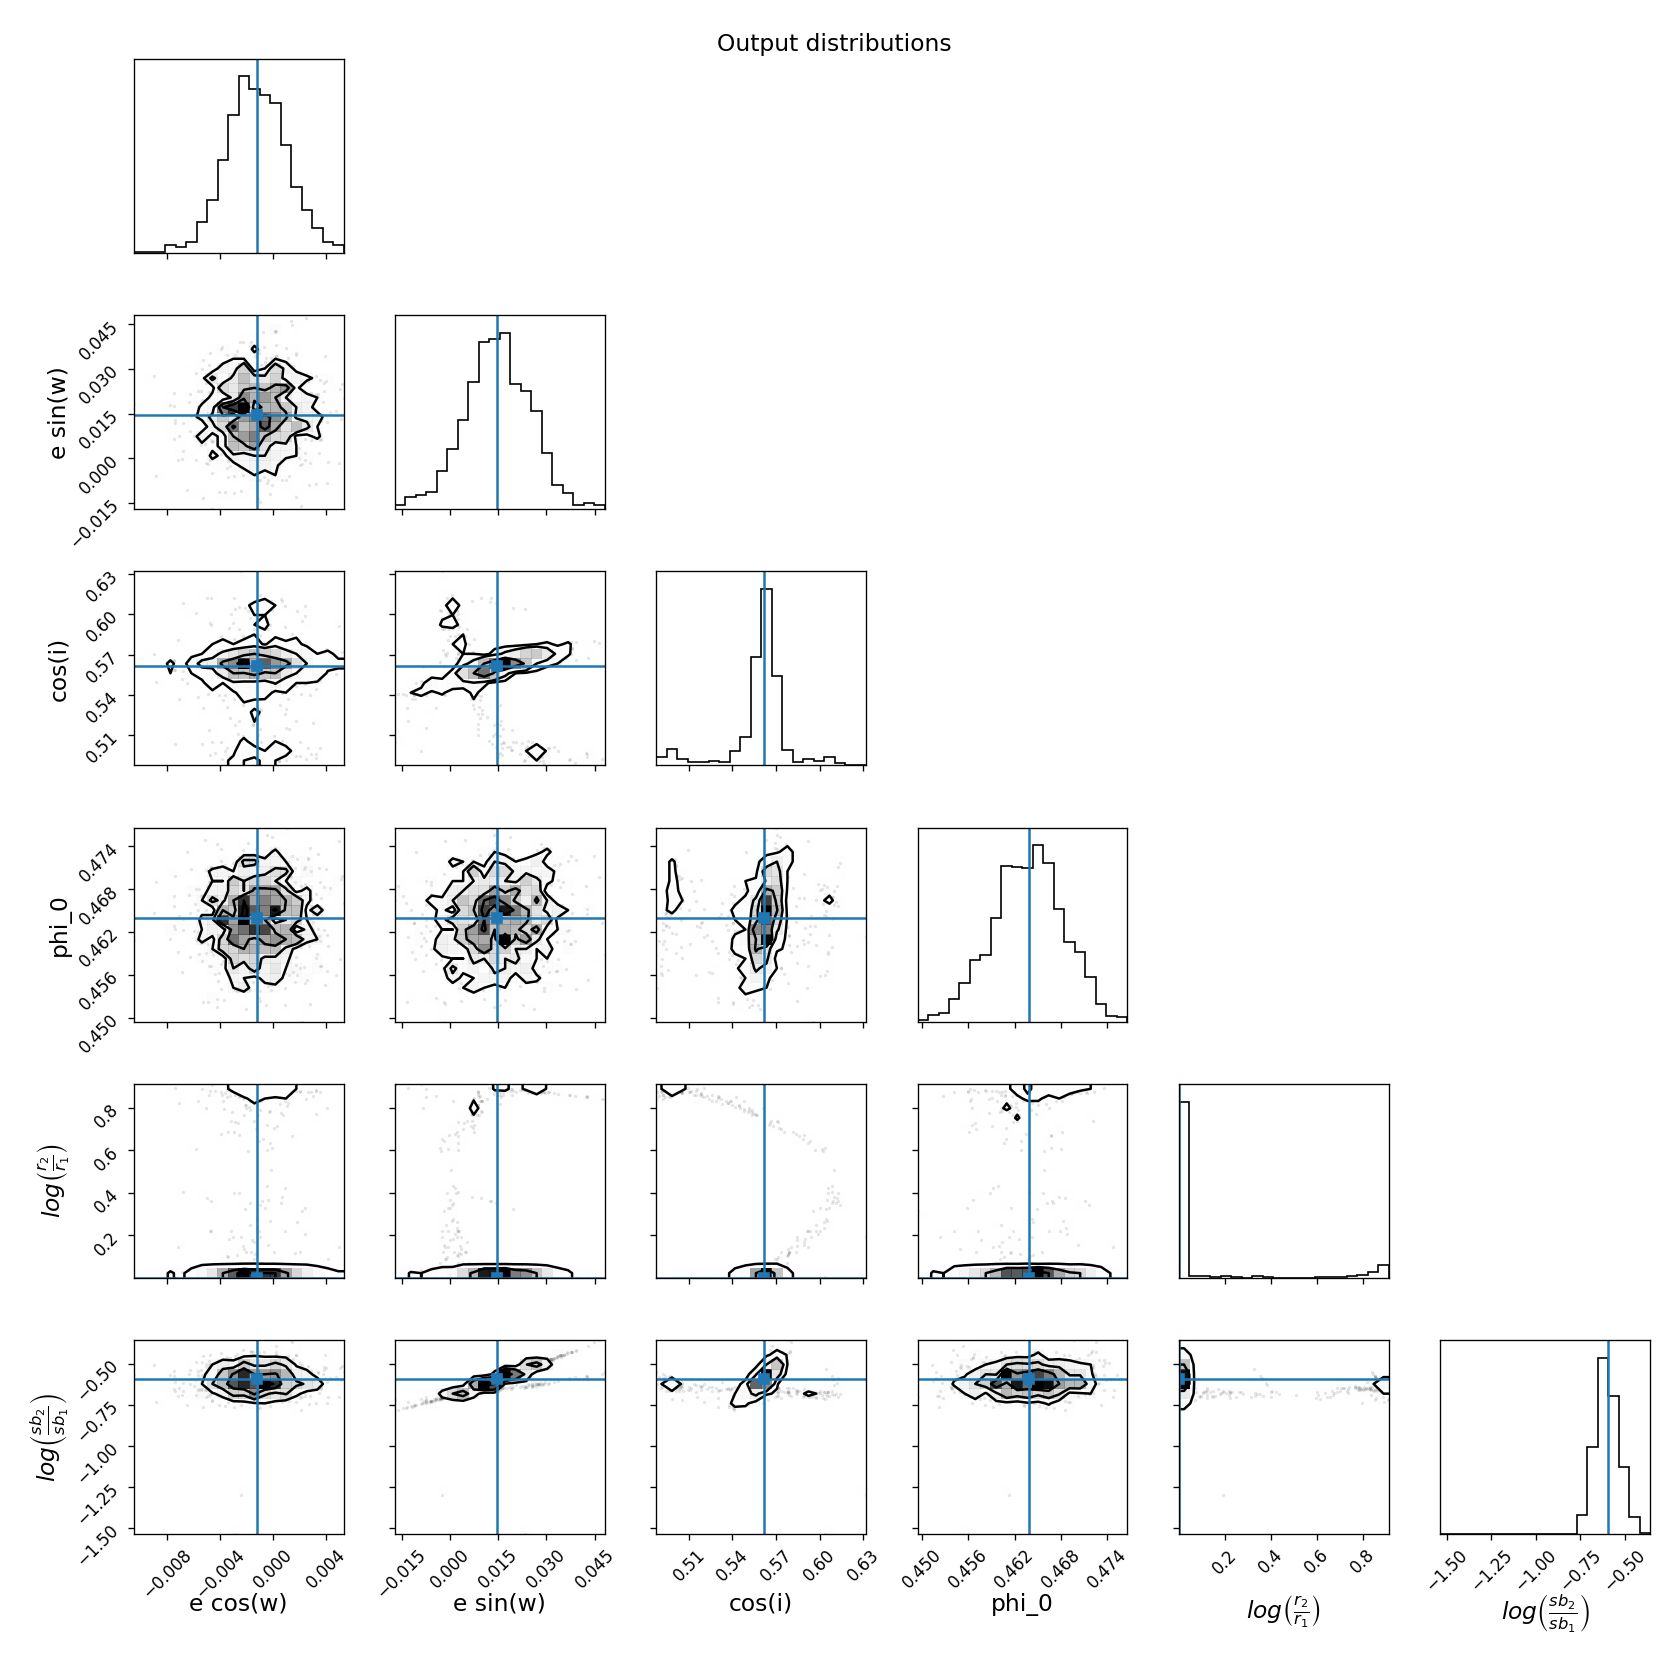 Output distributions
e sin(w)
0.045
0.030
0.015
0.000
−0.015
cos(i)
0.63
0.60
0.57
0.54
0.51
phi_0
0.474
0.468
0.462
0.456
0.450
log(r₂/r₁)
0.8
0.6
0.4
0.2
log(sb₂/sb₁)
−0.50
−0.75
−1.00
−1.25
−1.50
−0.008 −0.004 0.000 0.004
e cos(w)
−0.015 0.000 0.015 0.030 0.045
e sin(w)
0.51 0.54 0.57 0.60 0.63
cos(i)
0.450 0.456 0.462 0.468 0.474
phi_0
0.2 0.4 0.6 0.8
log(r₂/r₁)
−1.50 −1.25 −1.00 −0.75 −0.50
log(sb₂/sb₁)